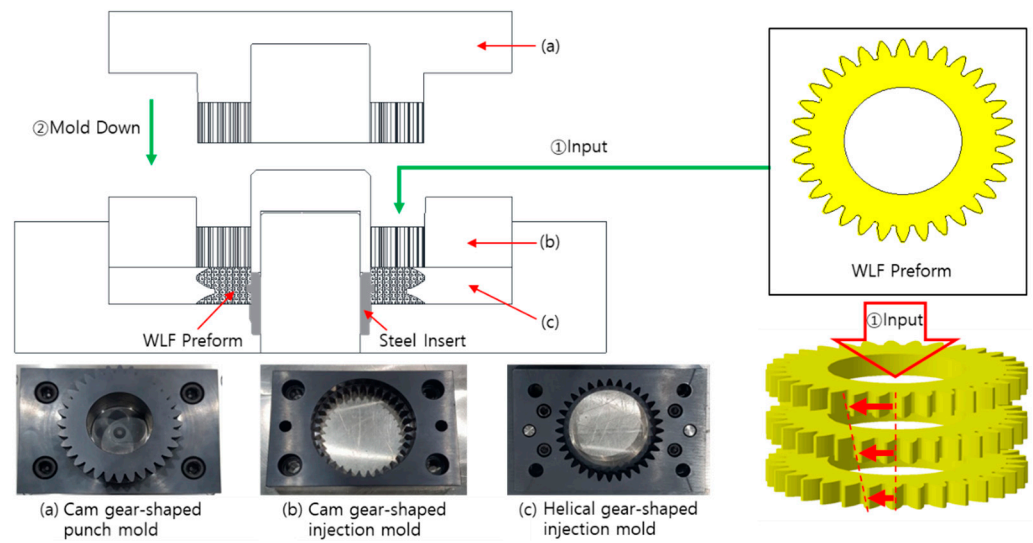 (a)
②Mold Down
①Input
(b)
(c)
WLF Preform
Steel Insert
WLF Preform
①Input
(a) Cam gear-shaped
punch mold
(b) Cam gear-shaped
injection mold
(c) Helical gear-shaped
injection mold